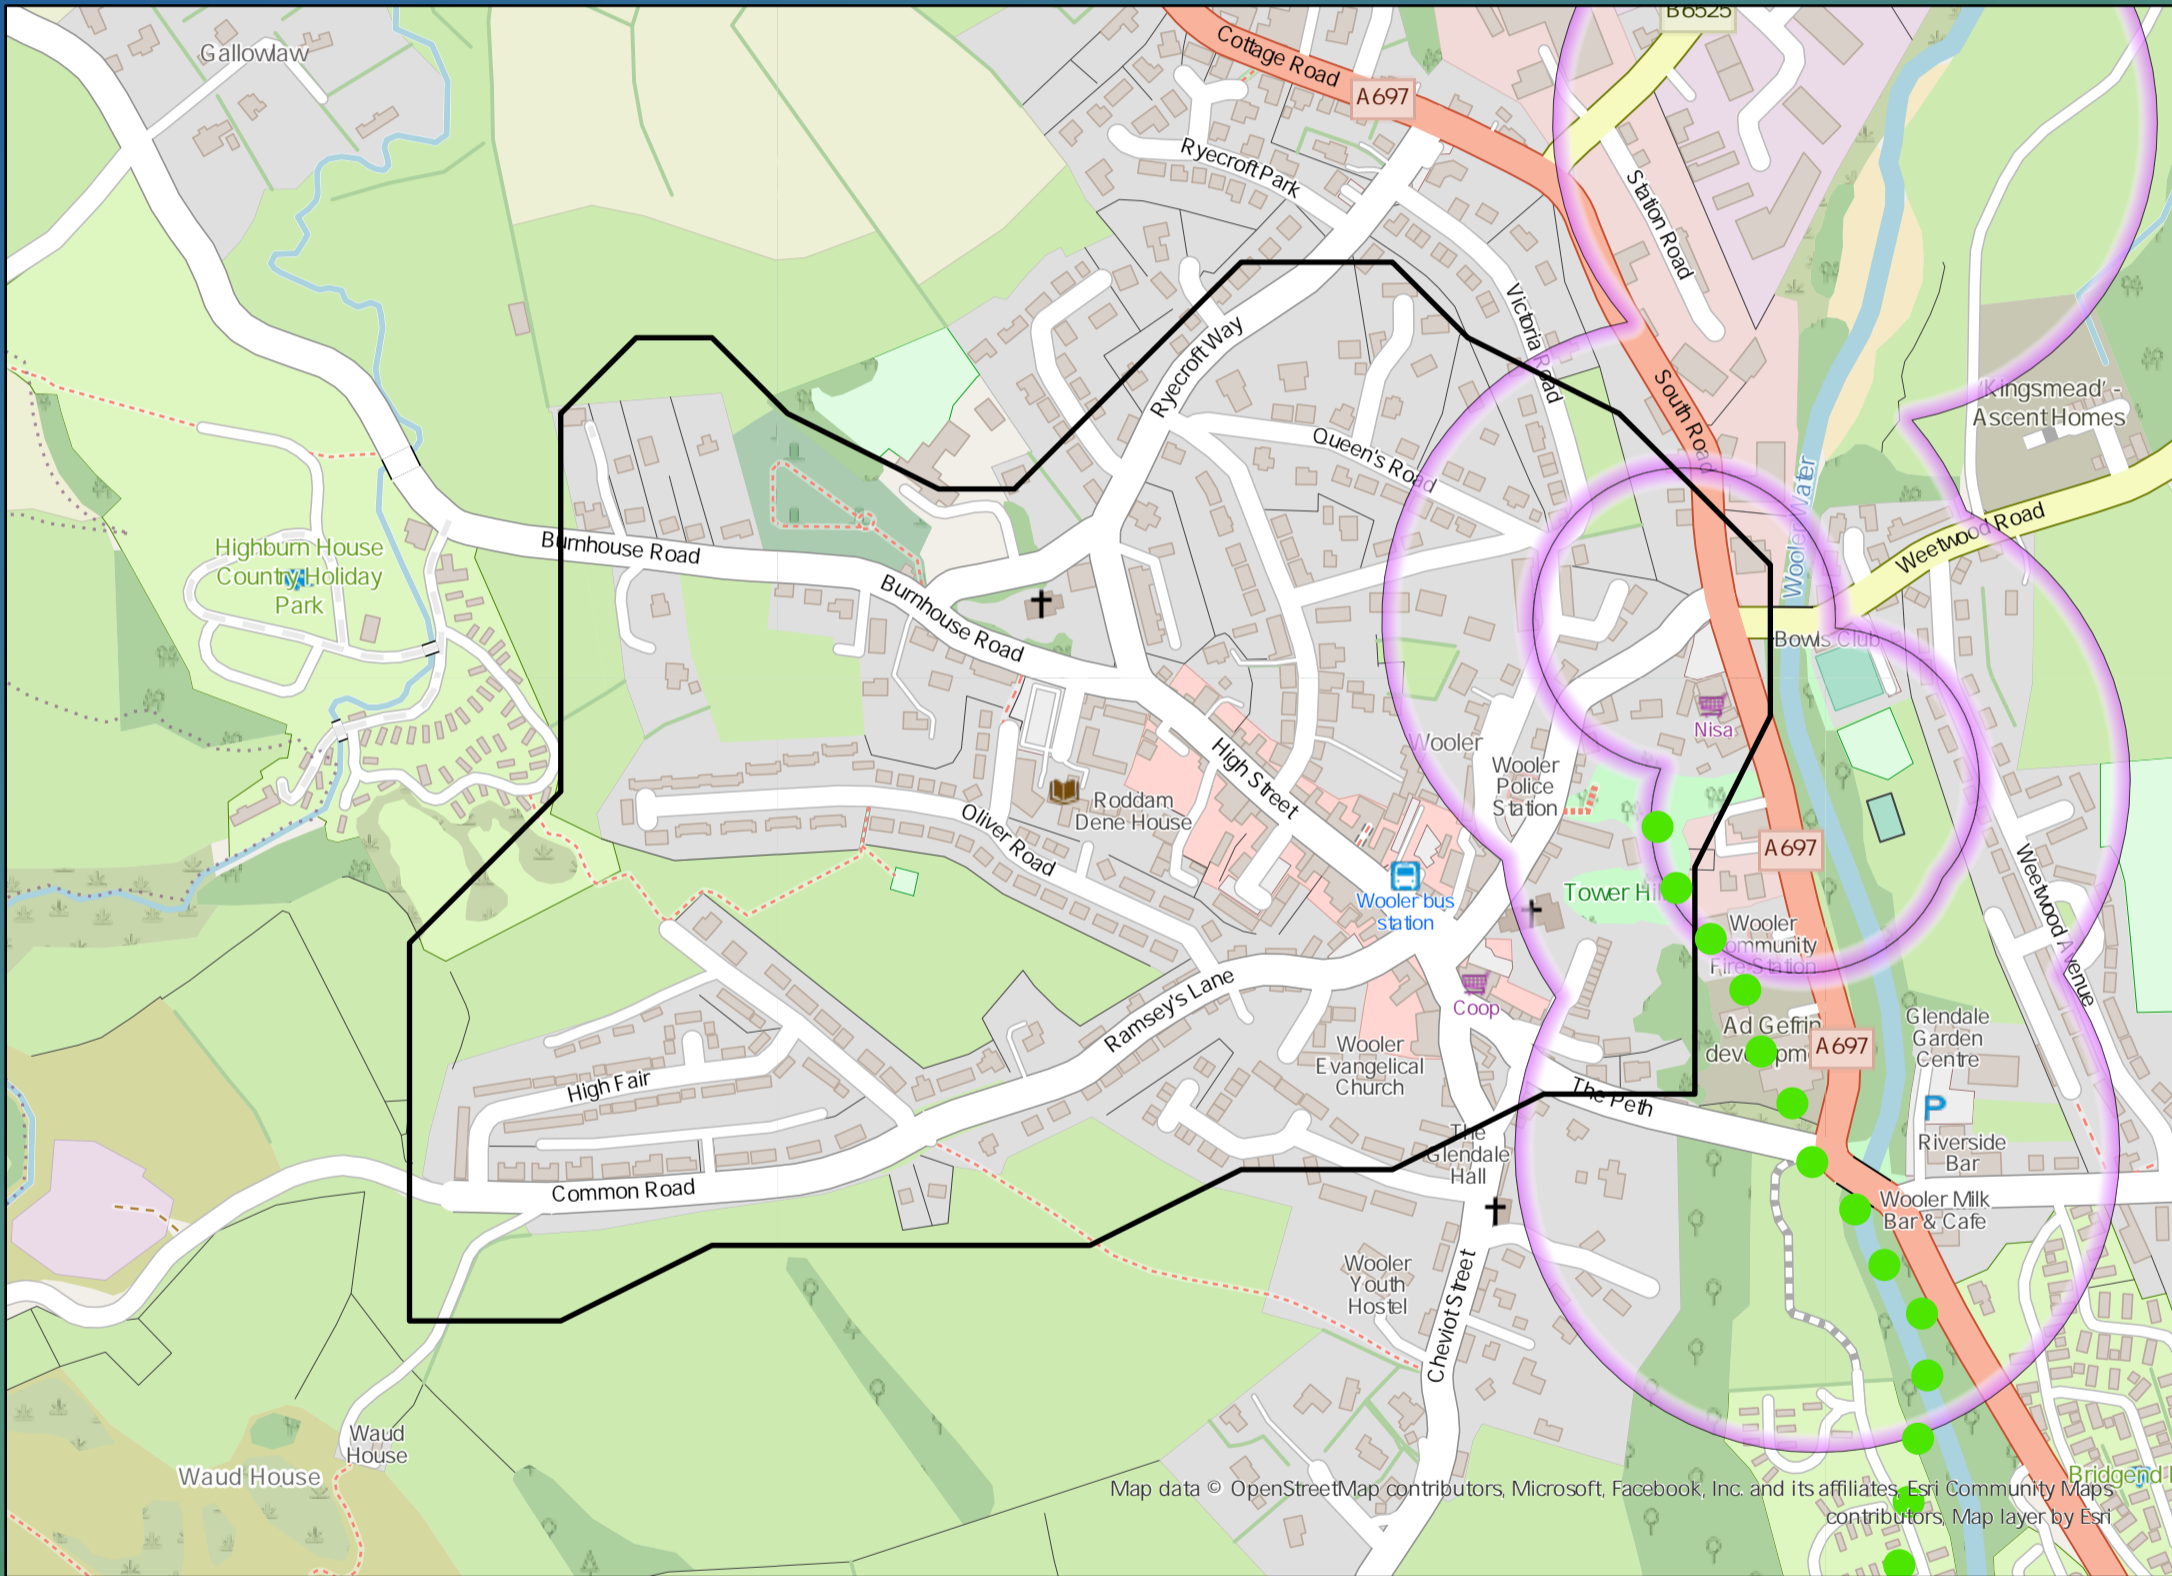 Gallowlaw
B6525
Cottage Road
A697
Ryecroft Park
Station Road
Victoria Road
Ryecroft Way
South Road
'Kingsmead' -
Ascent Homes
Queen's Road
Wooler Water
Weetwood Road
Burnhouse Road
Highburn House
Country Holiday
Park
Burnhouse Road
Bowls Club
Nisa
Wooler
High Street
Wooler
Police
Station
Roddam
Dene House
Oliver Road
A697
Weetwood Avenue
Wooler bus
station
Tower Hill
Wooler
Community
Fire Station
Ramsey's Lane
Coop
Ad Gefrin
development
A697
Glendale
Garden
Centre
Wooler
Evangelical
Church
High Fair
The Peth
P
The
Glendale
Hall
Riverside
Bar
Common Road
Wooler Milk
Bar & Cafe
Wooler
Youth
Hostel
Cheviot Street
Waud
House
Waud House
Bridgend
Map data © OpenStreetMap contributors, Microsoft, Facebook, Inc. and its affiliates, Esri Community Maps
contributors, Map layer by Esri